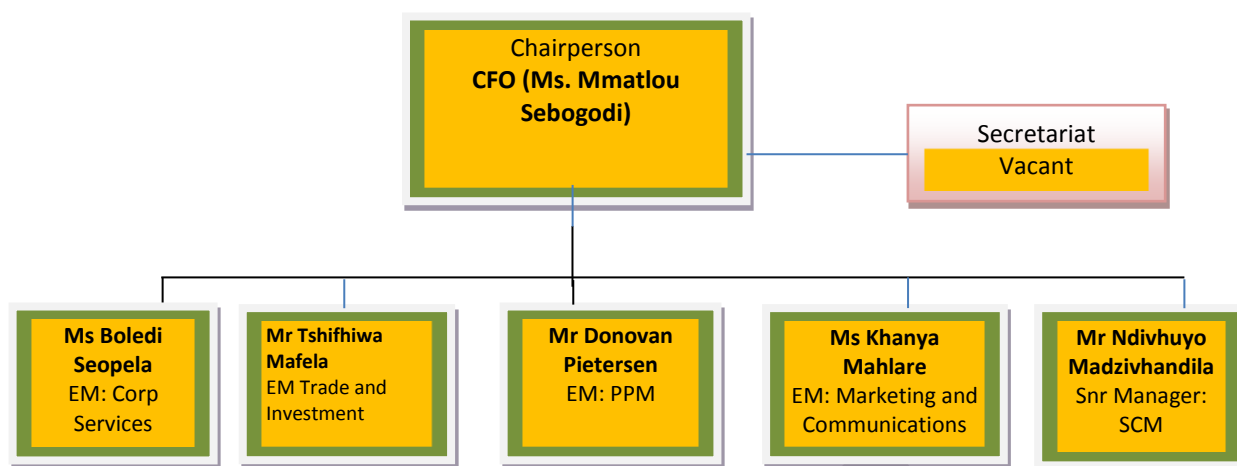 Chairperson
CFO (Ms. Mmatlou
Sebogodi)
Secretariat
Vacant
Ms Boledi
Seopela
EM: Corp
Services
Mr Tshifhiwa
Mafela
EM Trade and
Investment
Mr Donovan
Pietersen
EM: PPM
Ms Khanya
Mahlare
EM: Marketing and
Communications
Mr Ndivhuyo
Madzivhandila
Snr Manager:
SCM